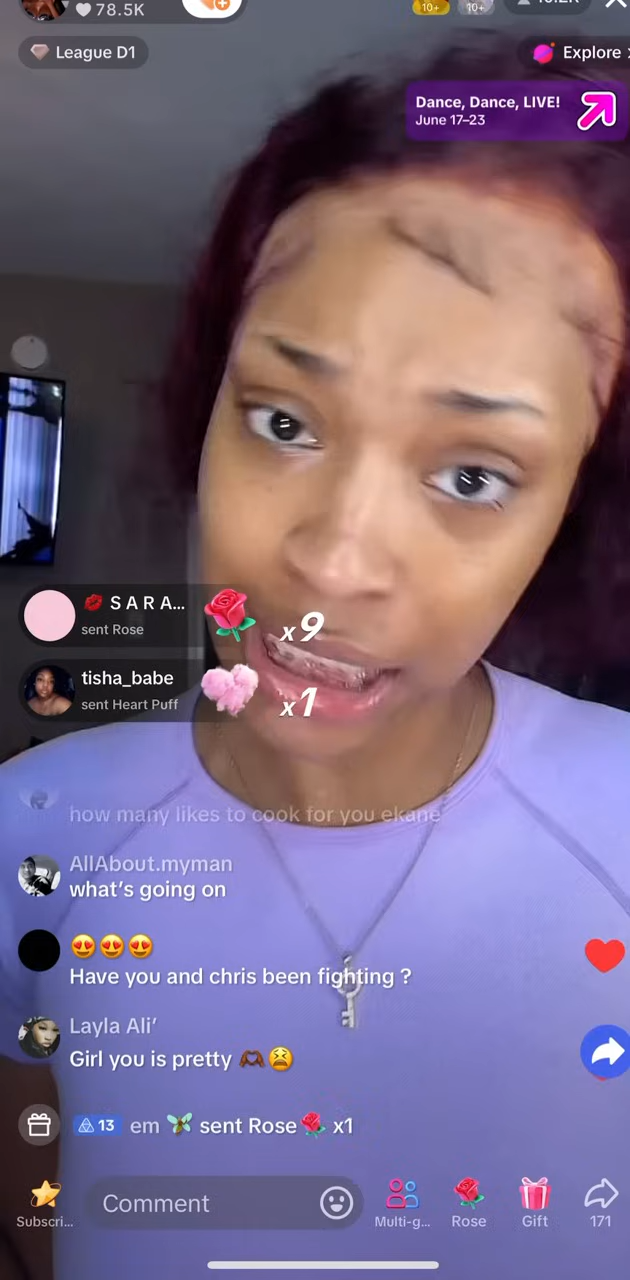 78.5K
10+
10+
League D1
Explore
Dance, Dance, LIVE!
June 17–23
💋 S A R A...
sent Rose
x9
tisha_babe
sent Heart Puff
x1
how many likes to cook for you ekane
AllAbout.myman
what's going on
😍😍😍
Have you and chris been fighting ?
Layla Ali'
Girl you is pretty 🫶🏾😫
13 em sent Rose x1
Subscri...
Comment
Multi-g...
Rose
Gift
171